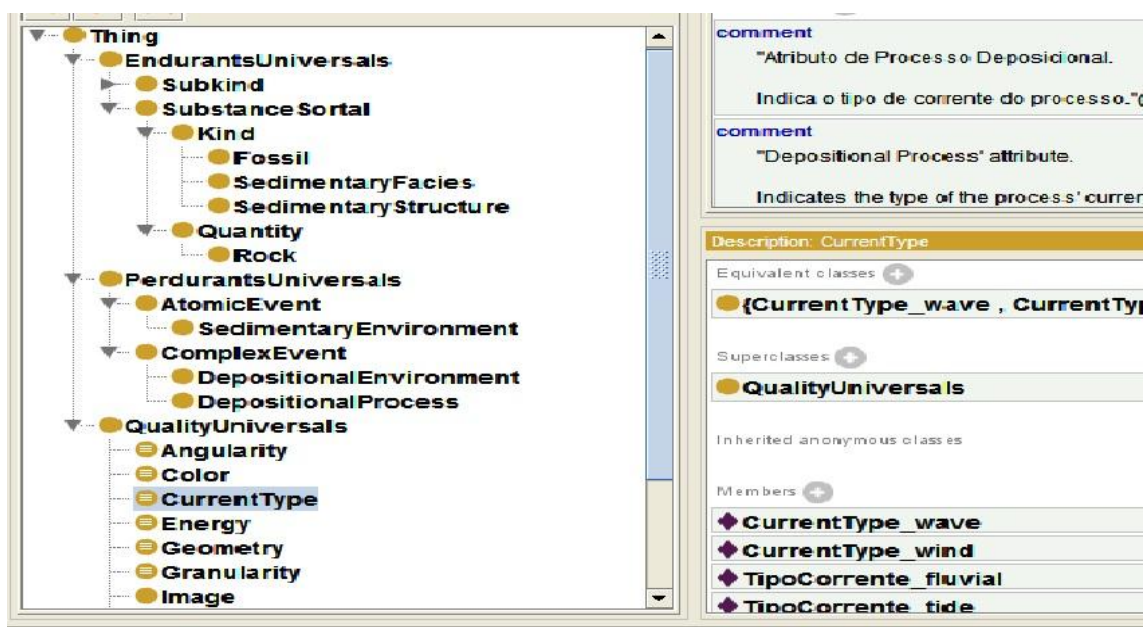 Thing
EndurantsUniversals
Subkind
SubstanceSortal
Kind
Fossil
SedimentaryFacies
SedimentaryStructure
Quantity
Rock
PerdurantsUniversals
AtomicEvent
SedimentaryEnvironment
ComplexEvent
DepositionalEnvironment
DepositionalProcess
QualityUniversals
Angularity
Color
CurrentType
Energy
Geometry
Granularity
Image
comment
"Atributo de Processo Deposicional.
Indica o tipo de corrente do processo."
comment
"Depositional Process' attribute.
Indicates the type of the process' curren
Description: CurrentType
Equivalent classes
{CurrentType_wave , CurrentTyp
Superclasses
QualityUniversals
Inherited anonymous classes
Members
CurrentType_wave
CurrentType_wind
TipoCorrente_fluvial
TipoCorrente_tide